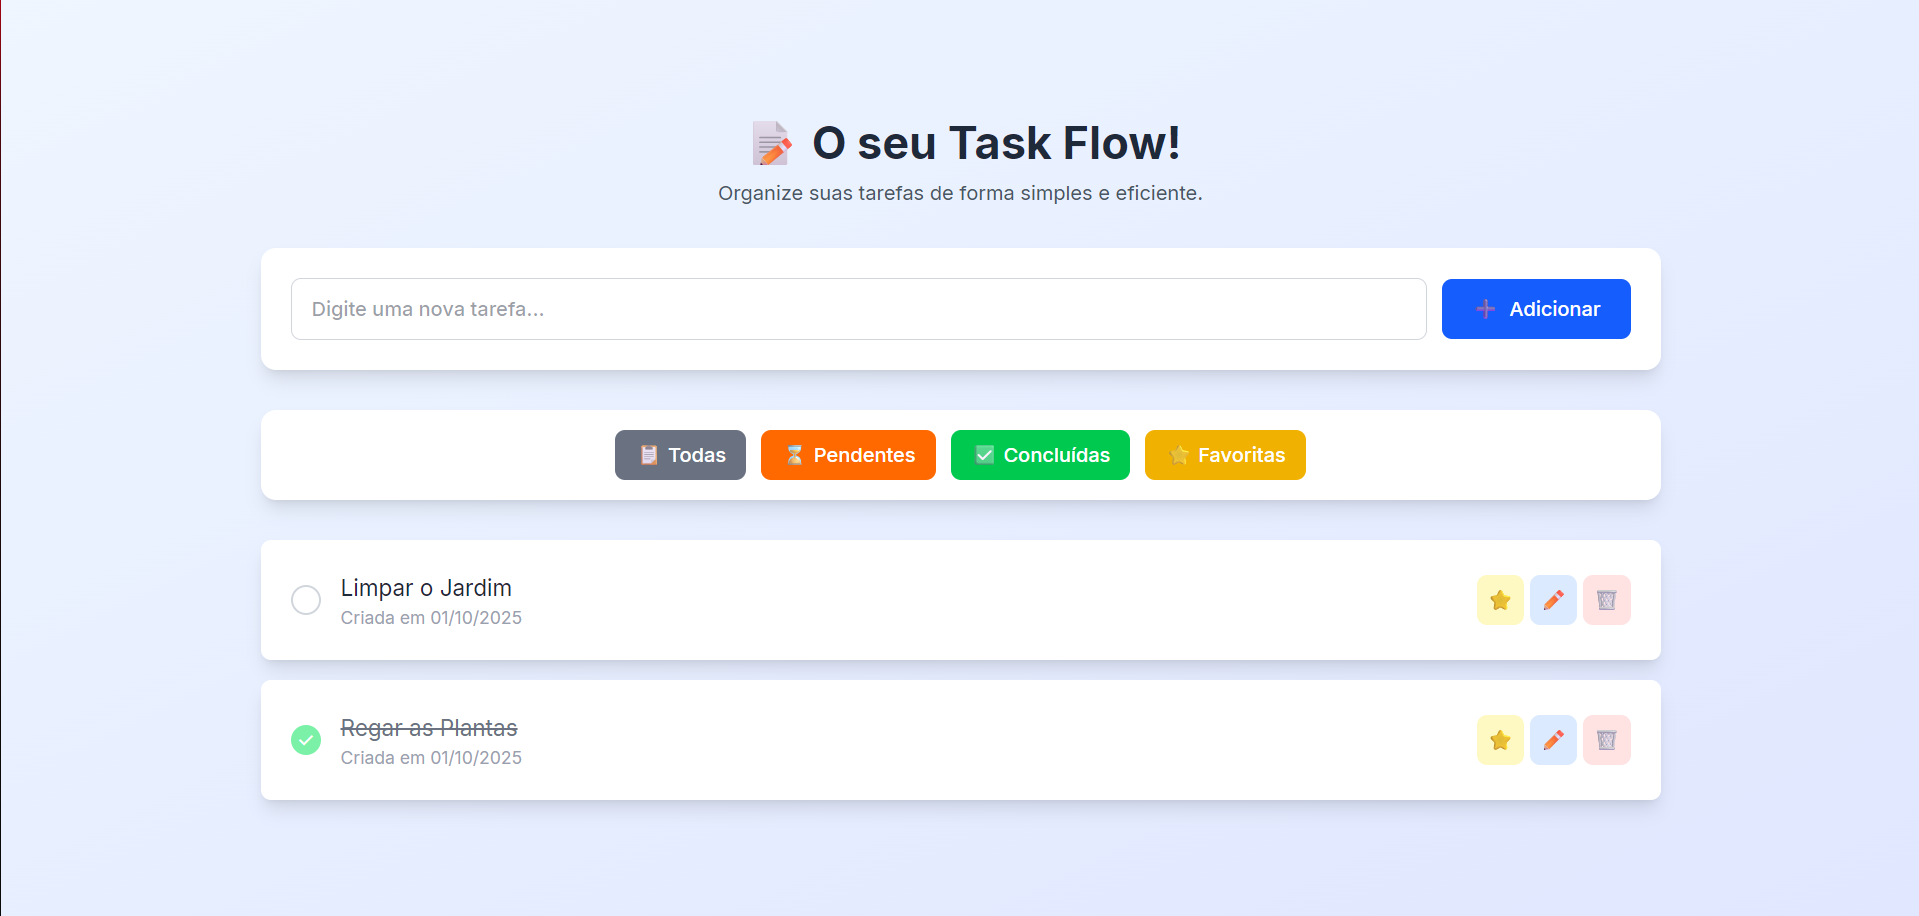 O seu Task Flow!
Organize suas tarefas de forma simples e eficiente.
Digite uma nova tarefa...
Adicionar
Todas
Pendentes
Concluídas
Favoritas
Limpar o Jardim
Criada em 01/10/2025
Regar as Plantas
Criada em 01/10/2025